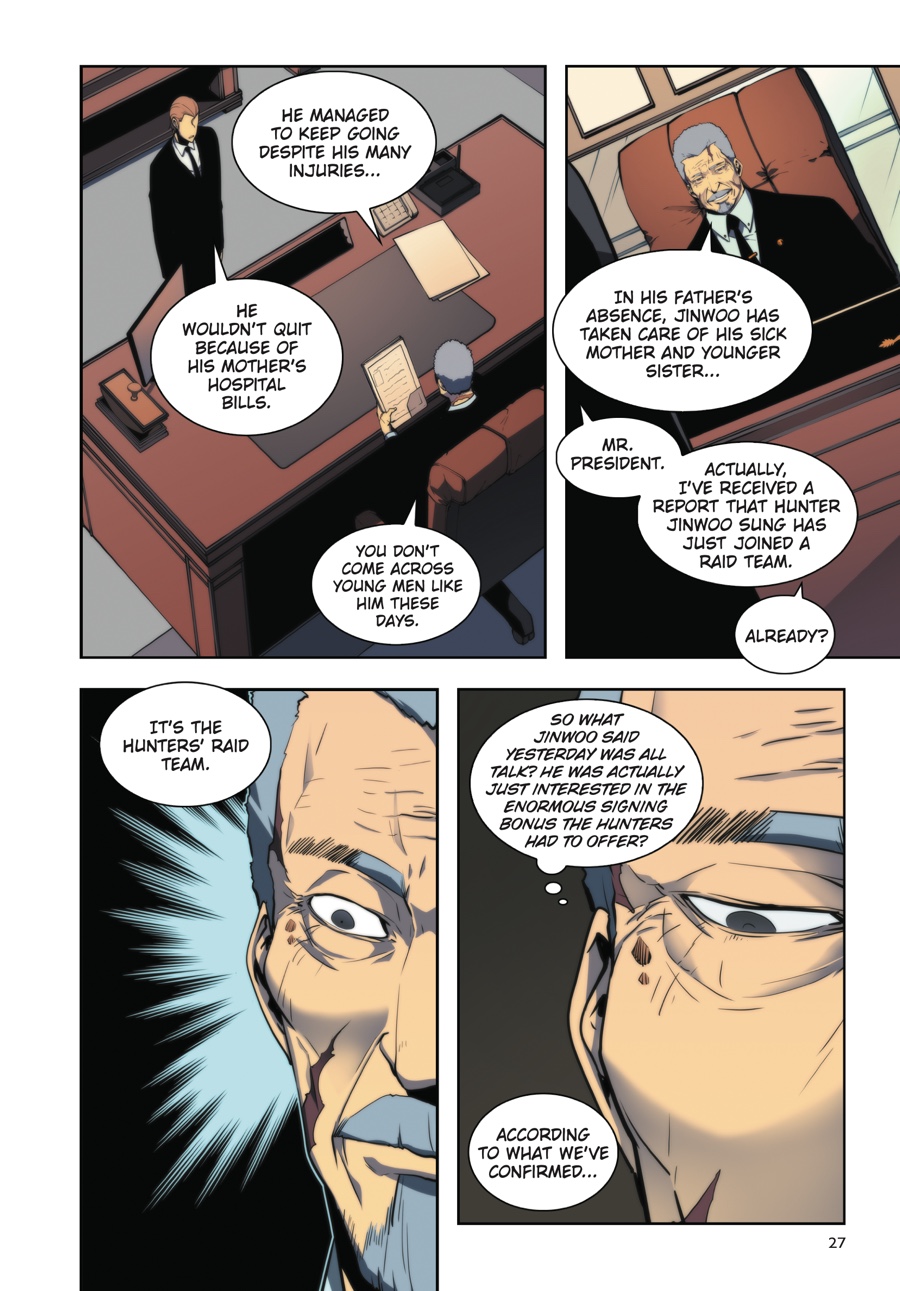 HE MANAGED
TO KEEP GOING
DESPITE HIS MANY
INJURIES...
HE
WOULDN'T QUIT
BECAUSE OF
HIS MOTHER'S
HOSPITAL
BILLS.
YOU DON'T
COME ACROSS
YOUNG MEN LIKE
HIM THESE
DAYS.
IN HIS FATHER'S
ABSENCE, JINWOO HAS
TAKEN CARE OF HIS SICK
MOTHER AND YOUNGER
SISTER...
MR.
PRESIDENT.
ACTUALLY,
I'VE RECEIVED A
REPORT THAT HUNTER
JINWOO SUNG HAS
JUST JOINED A
RAID TEAM.
ALREADY?
IT'S THE
HUNTERS' RAID
TEAM.
SO WHAT
JINWOO SAID
YESTERDAY WAS ALL
TALK? HE WAS ACTUALLY
JUST INTERESTED IN THE
ENORMOUS SIGNING
BONUS THE HUNTERS
HAD TO OFFER?
ACCORDING
TO WHAT WE'VE
CONFIRMED...
27